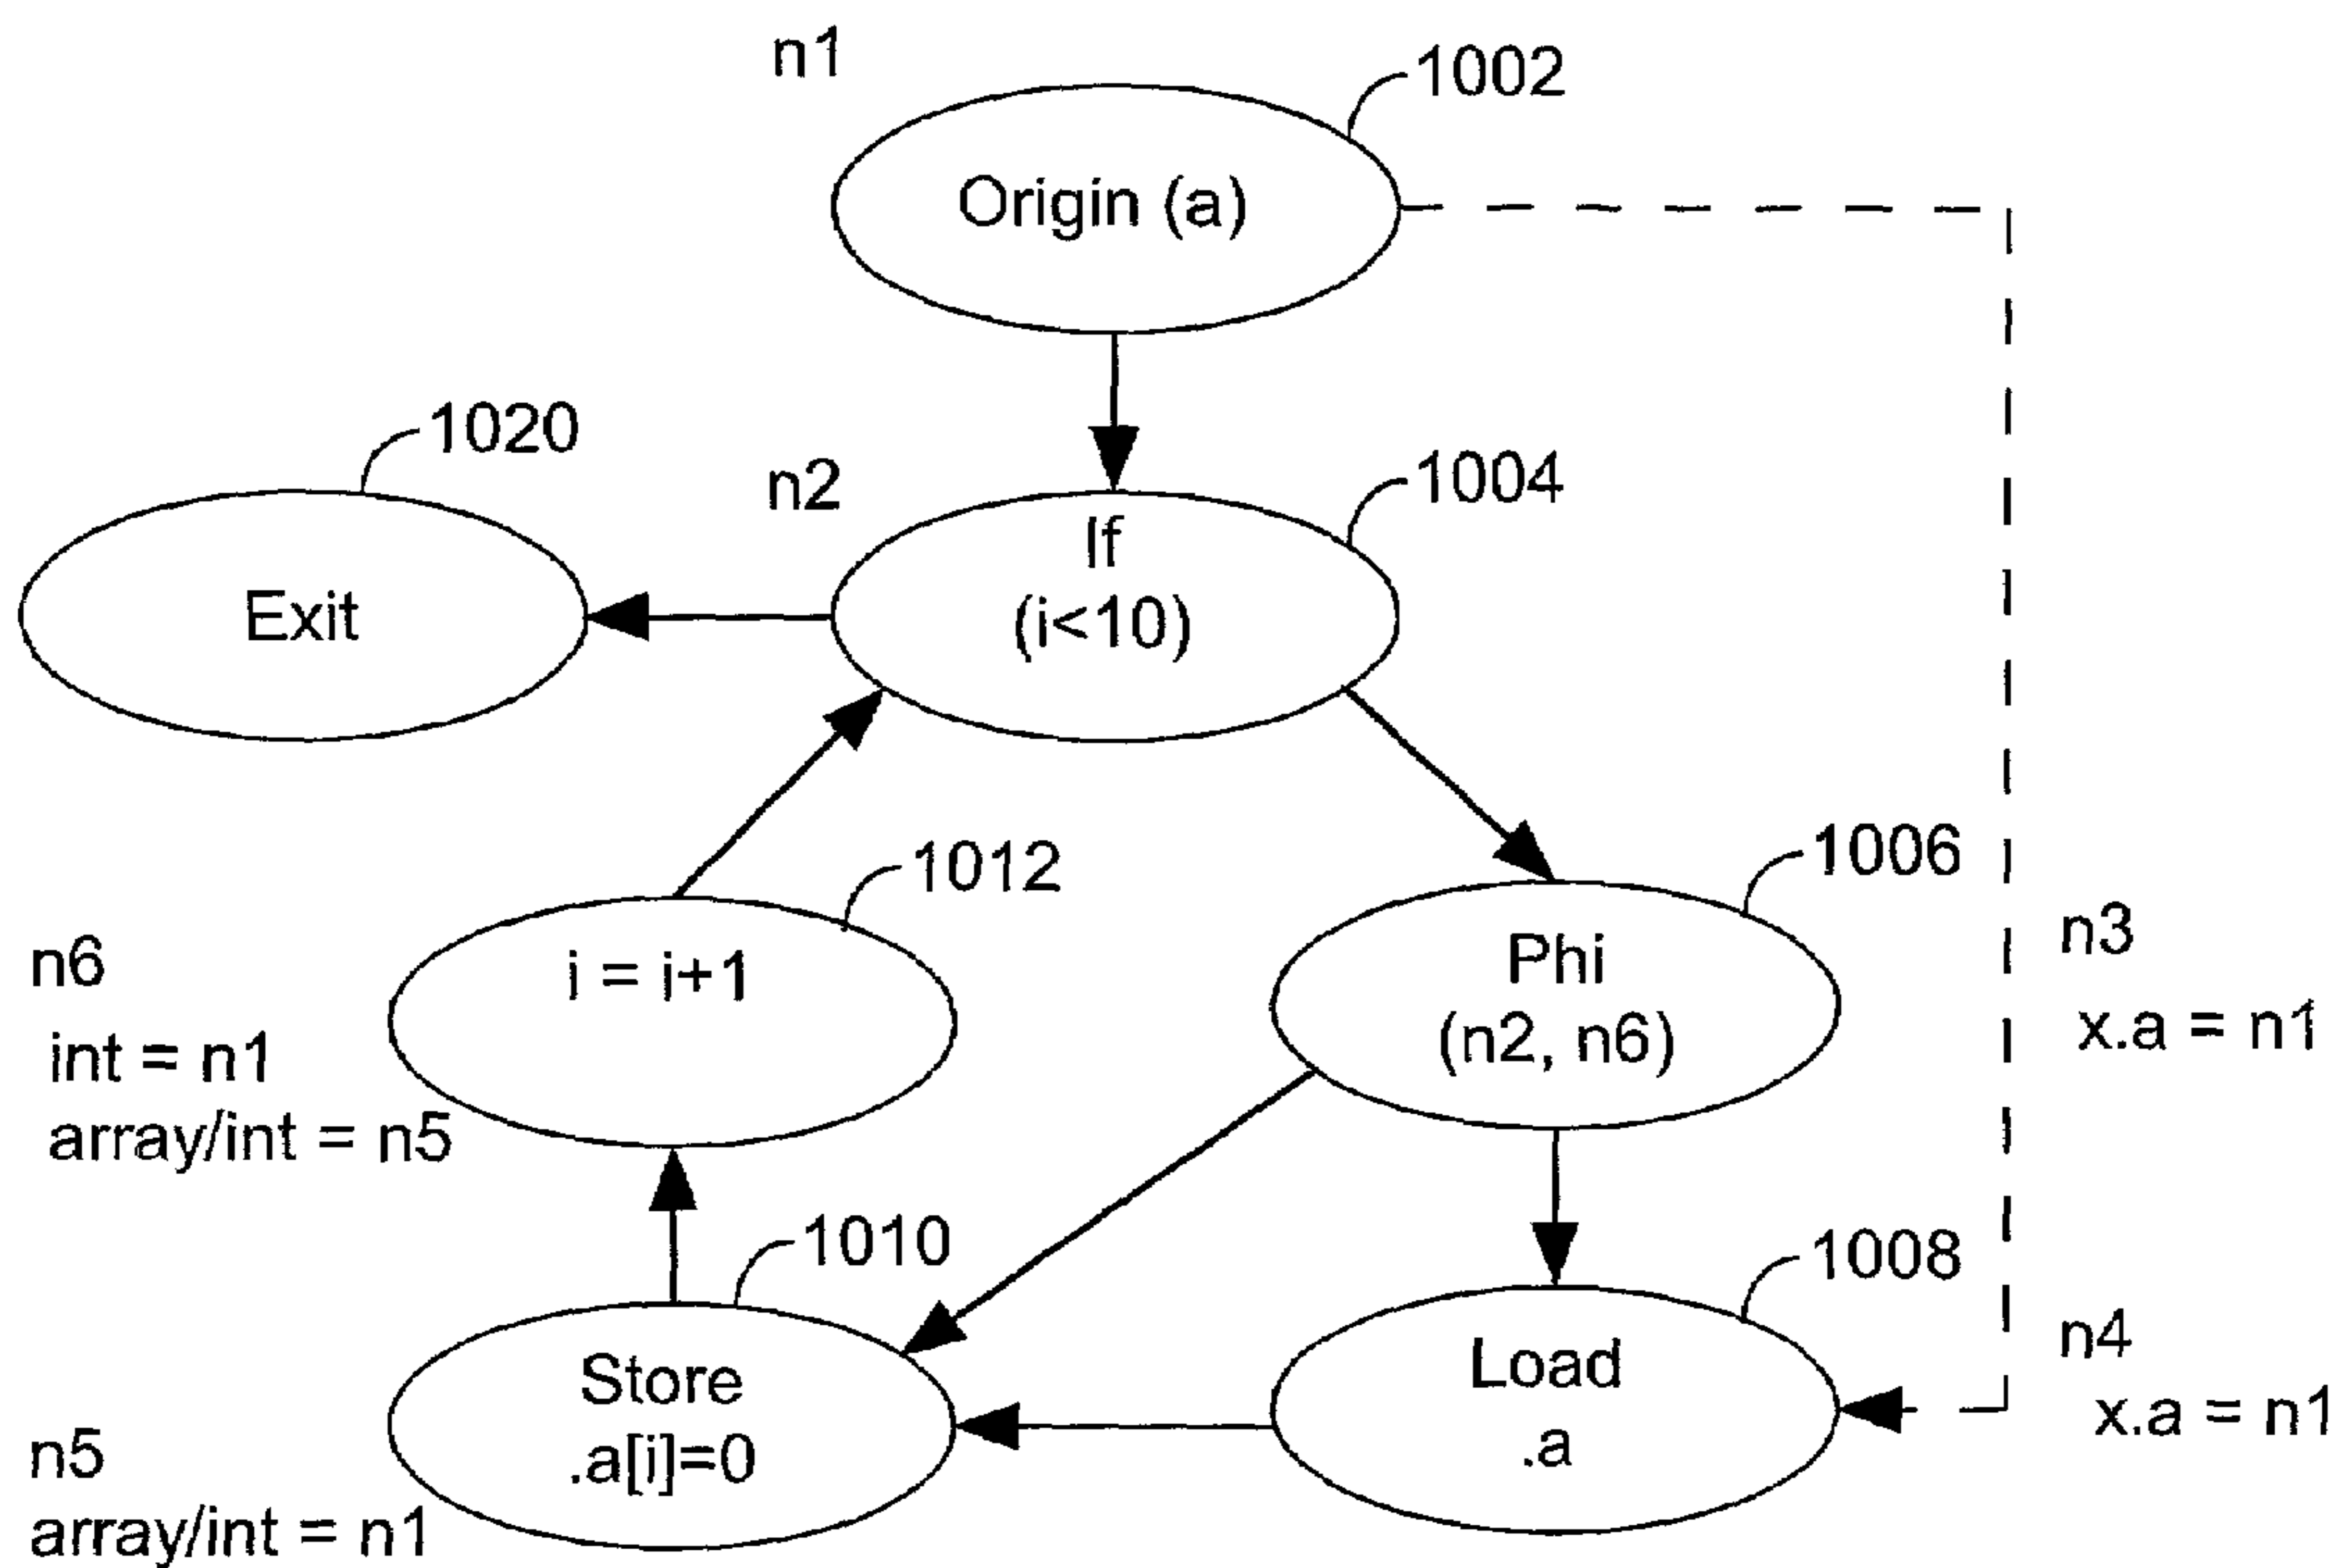 n1
1002
Origin (a)
1020
n2
1004
If
(i<10)
Exit
1012
1006
n6
i = i+1
Phi
(n2, n6)
n3
x.a = n1
int = n1
array/int = n5
1010
1008
Store
.a[i]=0
Load
.a
n4
x.a = n1
n5
array/int = n1